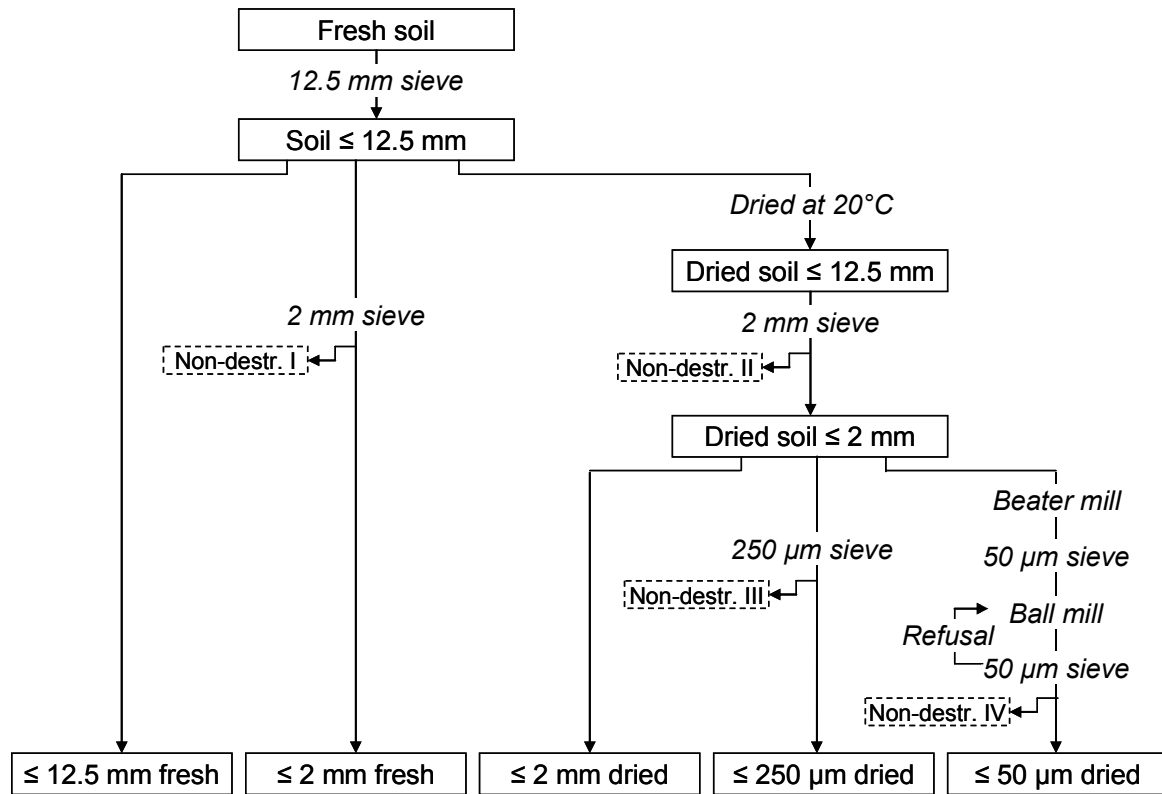 Fresh soil
12.5 mm sieve
Soil ≤ 12.5 mm
Dried at 20°C
Dried soil ≤ 12.5 mm
2 mm sieve
2 mm sieve
Non-destr. I
Non-destr. II
Dried soil ≤ 2 mm
Beater mill
250 µm sieve
50 µm sieve
Non-destr. III
Ball mill
Refusal
50 µm sieve
Non-destr. IV
≤ 12.5 mm fresh
≤ 2 mm fresh
≤ 2 mm dried
≤ 250 µm dried
≤ 50 µm dried